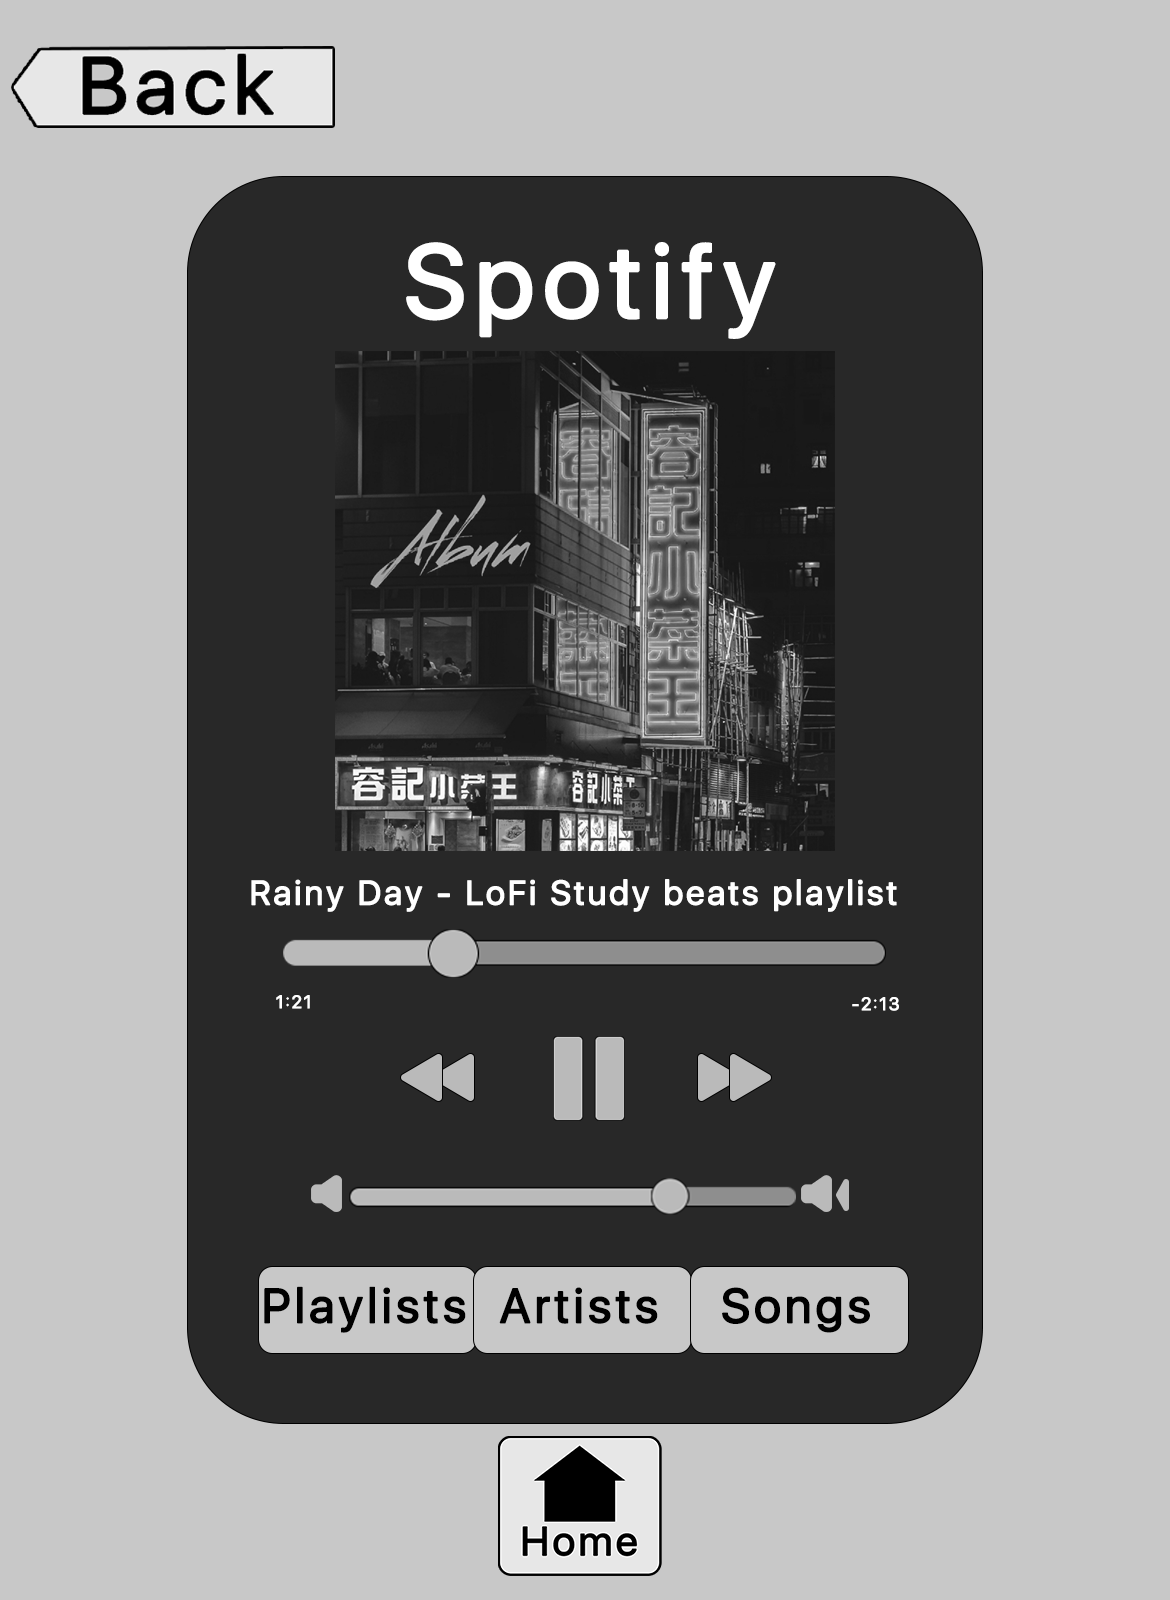 Back
Spotify
容記小菜王
Album
容記小菜王
容記小菜王
Rainy Day - LoFi Study beats playlist
1:21
-2:13
Playlists
Artists
Songs
Home